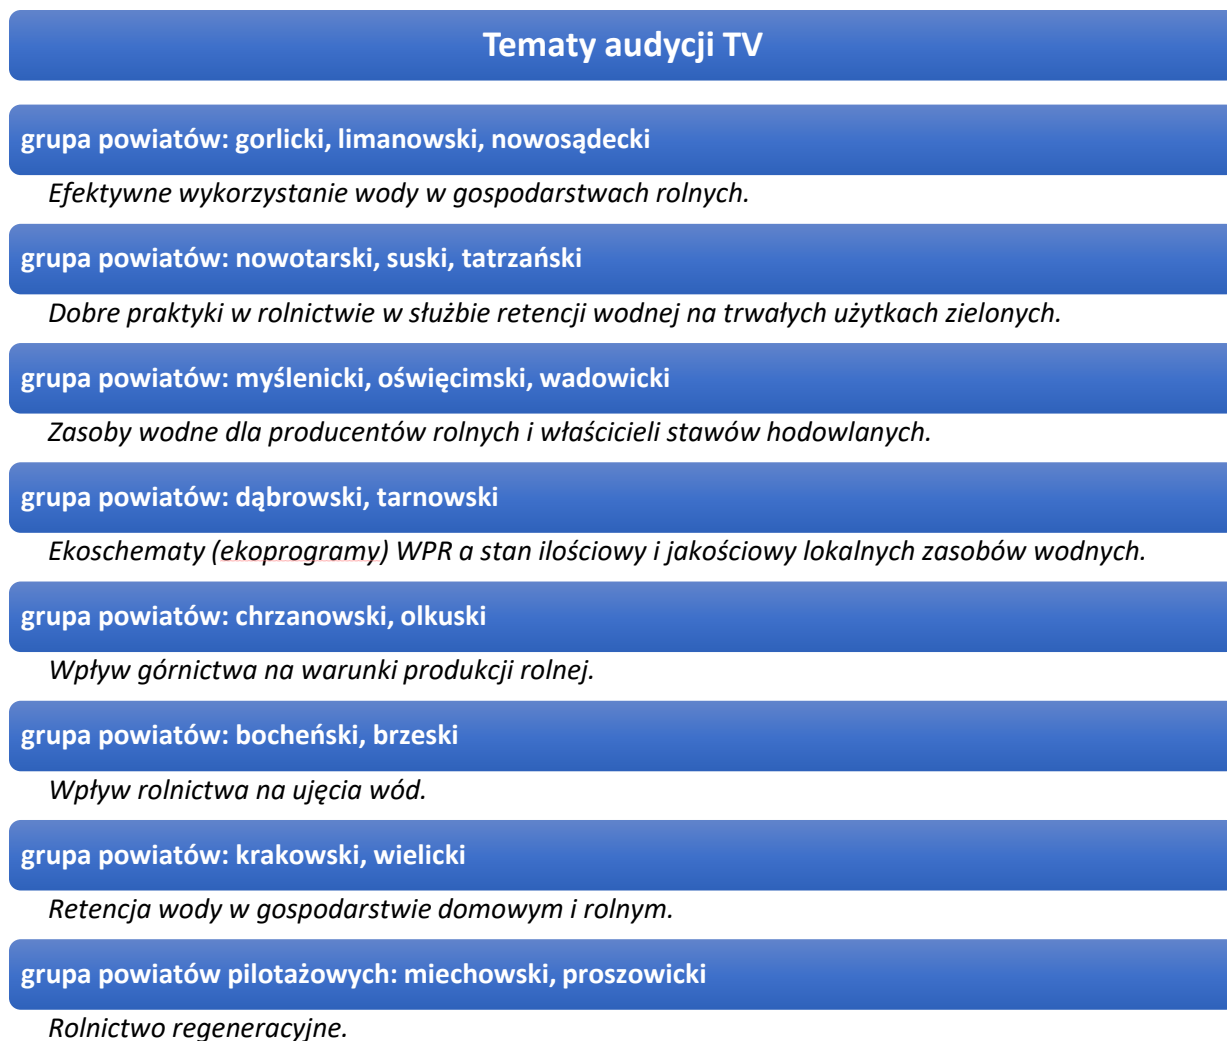 Tematy audycji TV
grupa powiatów: gorlicki, limanowski, nowosądecki
Efektywne wykorzystanie wody w gospodarstwach rolnych.
grupa powiatów: nowotarski, suski, tatrzański
Dobre praktyki w rolnictwie w służbie retencji wodnej na trwałych użytkach zielonych.
grupa powiatów: myślenicki, oświęcimski, wadowicki
Zasoby wodne dla producentów rolnych i właścicieli stawów hodowlanych.
grupa powiatów: dąbrowski, tarnowski
Ekoschematy (ekoprogramy) WPR a stan ilościowy i jakościowy lokalnych zasobów wodnych.
grupa powiatów: chrzanowski, olkuski
Wpływ górnictwa na warunki produkcji rolnej.
grupa powiatów: bocheński, brzeski
Wpływ rolnictwa na ujęcia wód.
grupa powiatów: krakowski, wielicki
Retencja wody w gospodarstwie domowym i rolnym.
grupa powiatów pilotażowych: miechowski, proszowicki
Rolnictwo regeneracyjne.